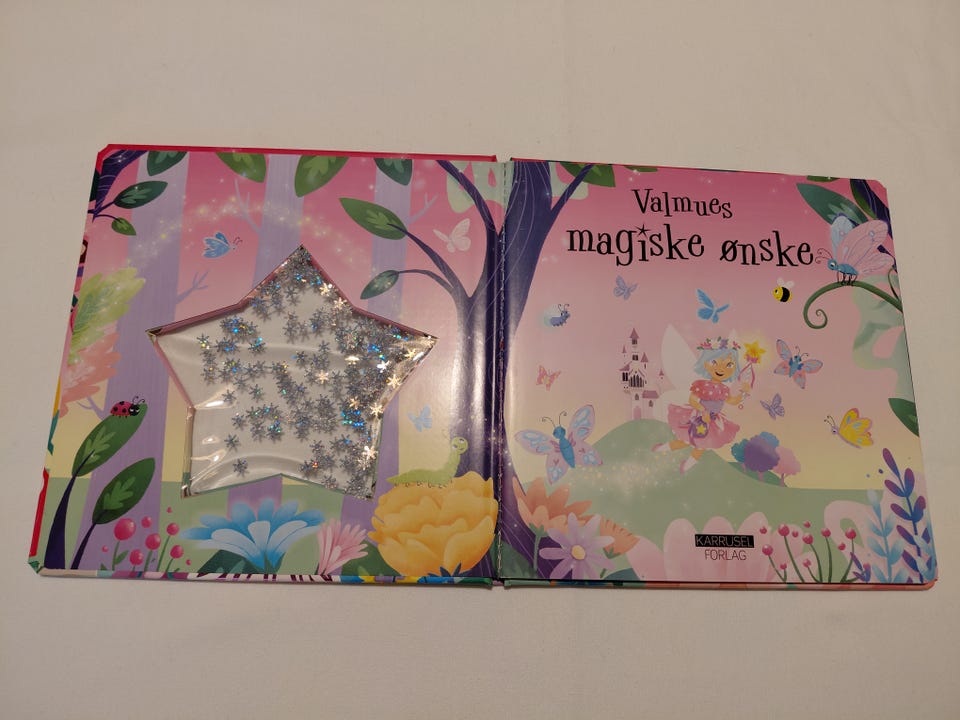 Valmues
magiske ønske
KARRUSEL
FORLAG